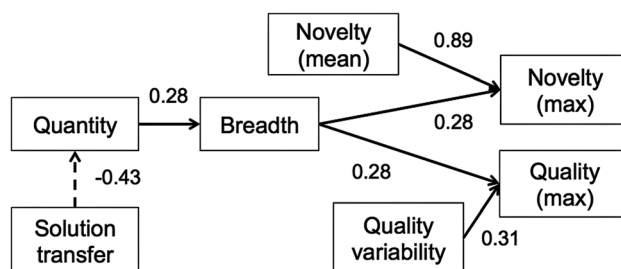 Novelty
(mean)
0.89
Novelty
(max)
0.28
Quantity
0.28
Breadth
0.28
Quality
(max)
-0.43
Solution
transfer
Quality
variability
0.31